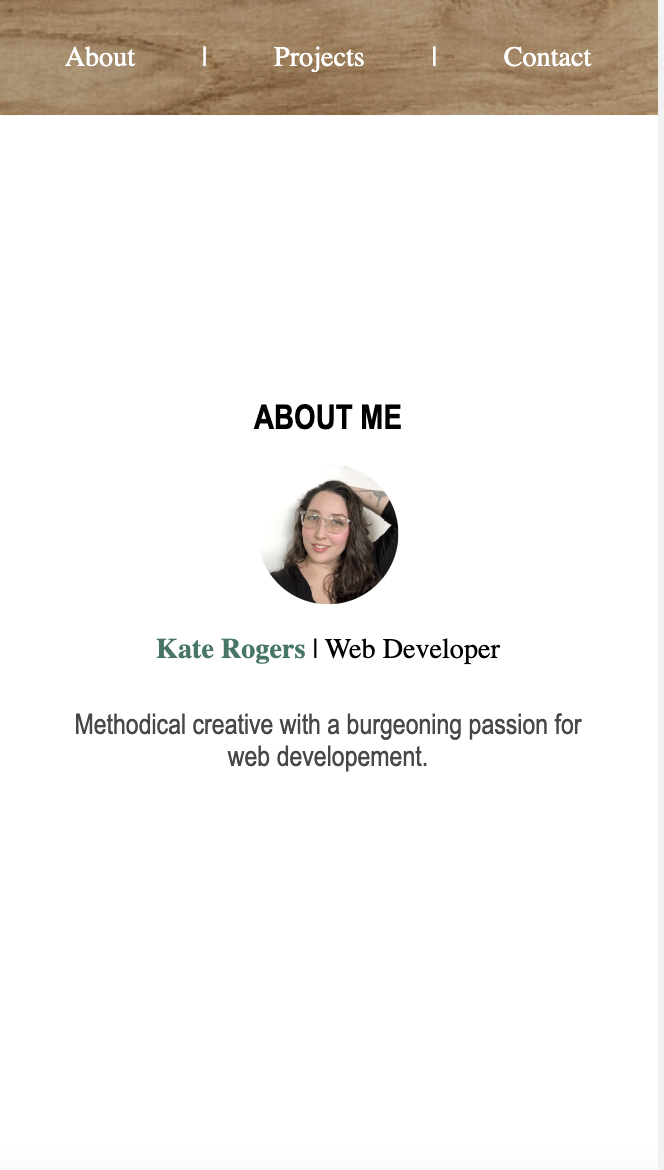 About | Projects | Contact
ABOUT ME
Kate Rogers | Web Developer
Methodical creative with a burgeoning passion for
web developement.